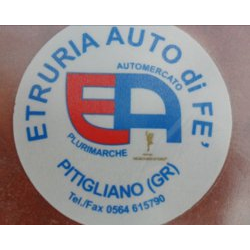 ETRURIA AUTO di FE'
AUTOMERCATO
EA
PLURIMARCHE
PITIGLIANO (GR)
Tel./Fax 0564 615790